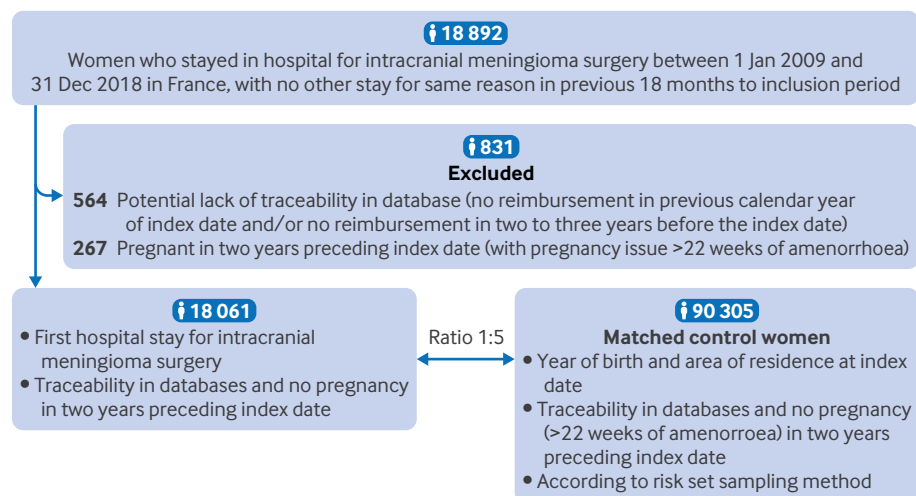 18 892
Women who stayed in hospital for intracranial meningioma surgery between 1 Jan 2009 and
31 Dec 2018 in France, with no other stay for same reason in previous 18 months to inclusion period
831
Excluded
564 Potential lack of traceability in database (no reimbursement in previous calendar year
of index date and/or no reimbursement in two to three years before the index date)
267 Pregnant in two years preceding index date (with pregnancy issue >22 weeks of amenorrhoea)
18 061
• First hospital stay for intracranial
meningioma surgery
• Traceability in databases and no pregnancy
in two years preceding index date
Ratio 1:5
90 305
Matched control women
• Year of birth and area of residence at index
date
• Traceability in databases and no pregnancy
(>22 weeks of amenorroea) in two years
preceding index date
• According to risk set sampling method